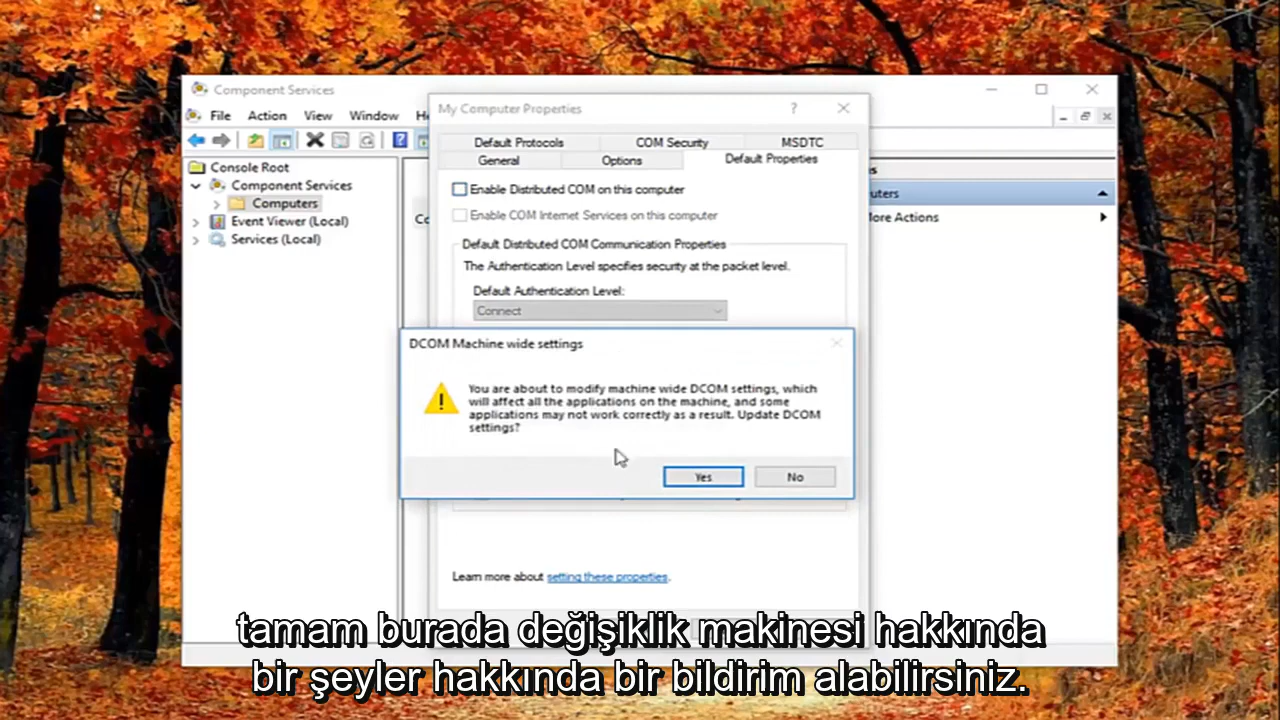 Component Services
My Computer Properties
?
File Action View Window He
Default Protocols COM Security MSDTC
General Options Default Properties
Console Root
Component Services
Computers
Event Viewer (Local)
Services (Local)
Enable Distributed COM on this computer
Enable COM Internet Services on this computer
Default Distributed COM Communication Properties
The Authentication Level specifies security at the packet level.
Default Authentication Level:
Connect
DCOM Machine wide settings
You are about to modify machine wide DCOM settings, which
will affect all the applications on the machine, and some
applications may not work correctly as a result. Update DCOM
settings?
Yes No
Learn more about setting these properties.
tamam burada değişiklik makinesi hakkında
bir şeyler hakkında bir bildirim alabilirsiniz.